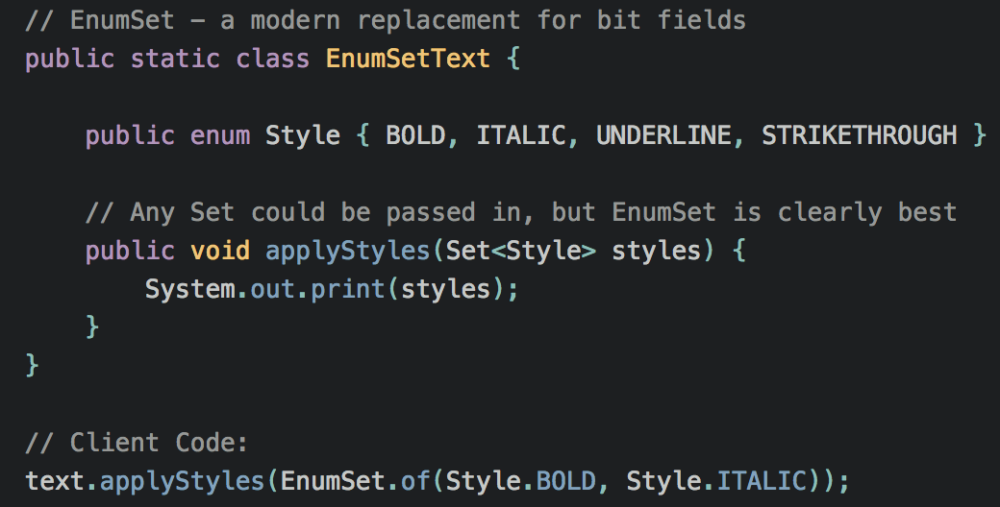 // EnumSet – a modern replacement for bit fields
public static class EnumSetText {
public enum Style { BOLD, ITALIC, UNDERLINE, STRIKETHROUGH }
// Any Set could be passed in, but EnumSet is clearly best
public void applyStyles(Set<Style> styles) {
System.out.print(styles);
}
}
// Client Code:
text.applyStyles(EnumSet.of(Style.BOLD, Style.ITALIC));